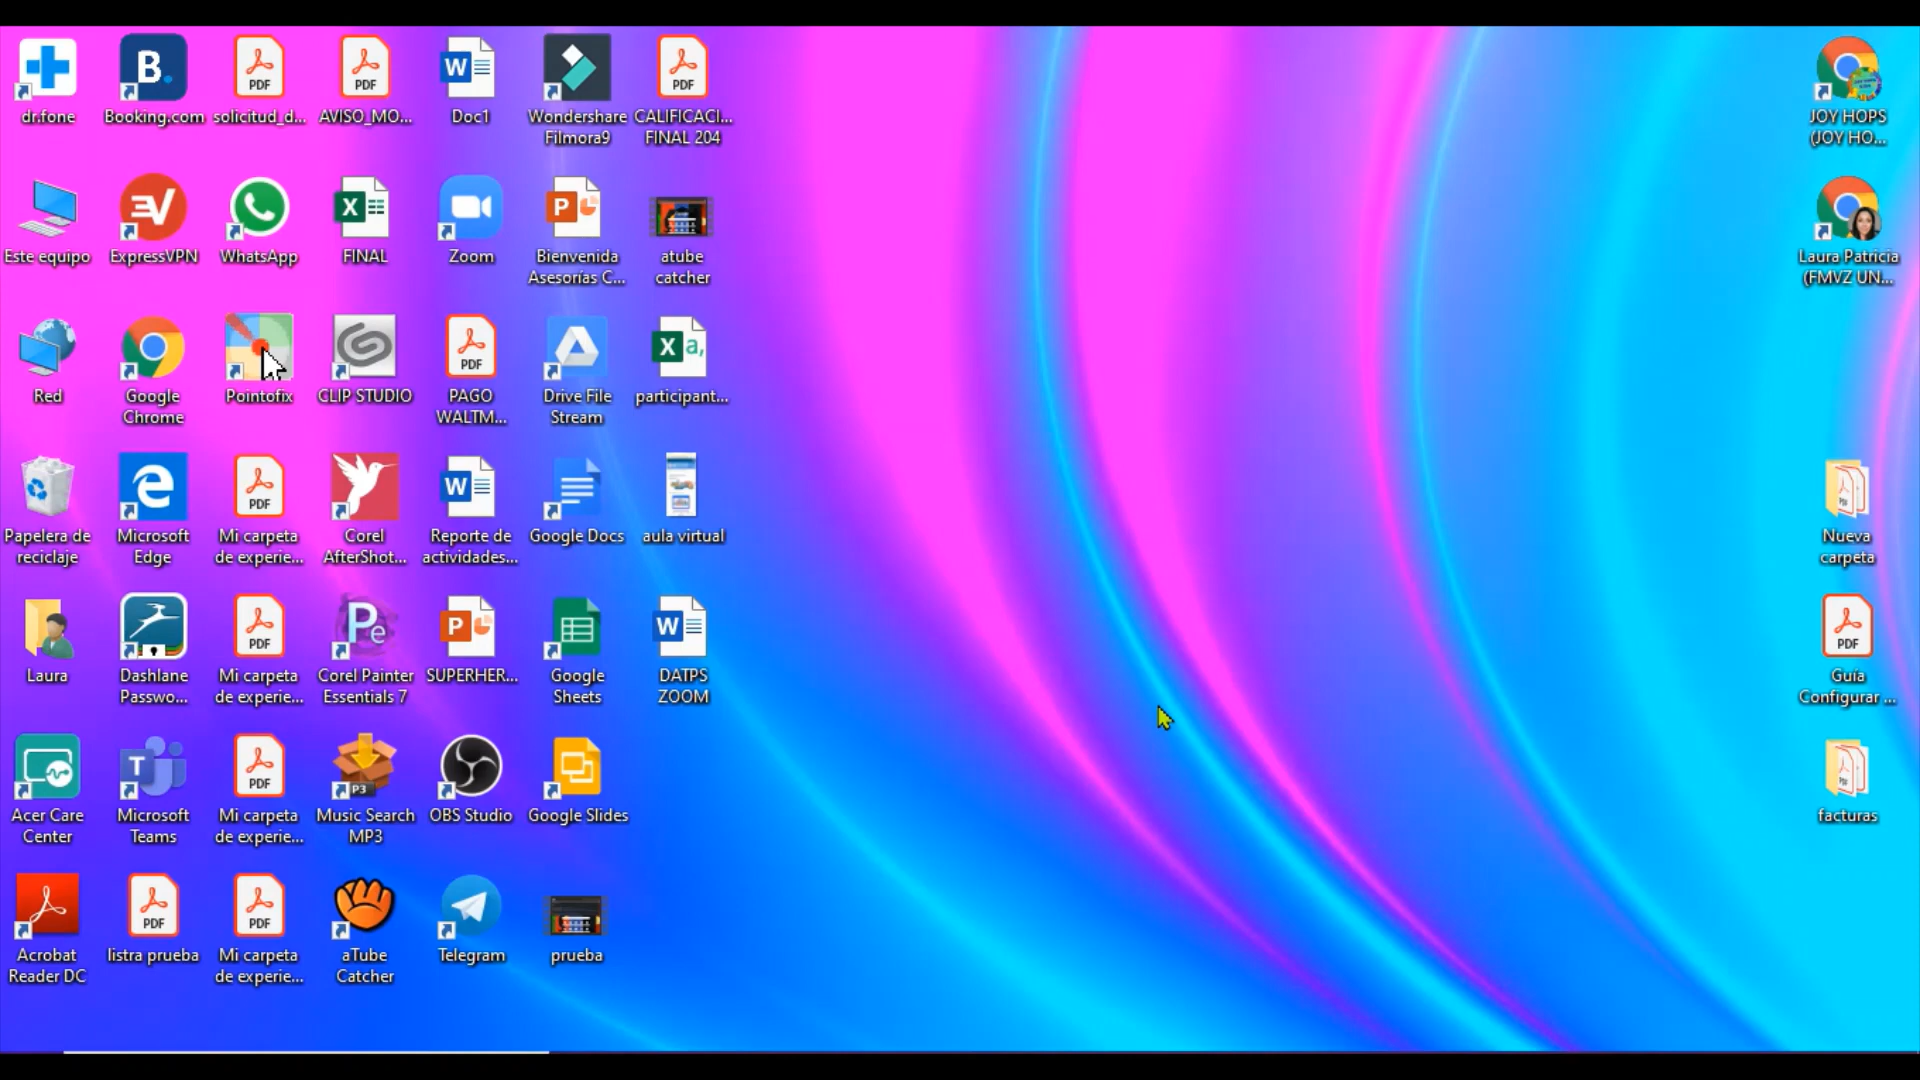 dr.fone
Booking.com
solicitud_d...
AVISO_MO...
Doc1
Wondershare
Filmora9
CALIFICACI...
FINAL 204
JOY HOPS
(JOY HO...
Este equipo
ExpressVPN
WhatsApp
FINAL
Zoom
Bienvenida
Asesorías C...
atube
catcher
Laura Patricia
(FMVZ UN...
Red
Google
Chrome
Pointofix
CLIP STUDIO
PAGO
WALTM...
Drive File
Stream
participant...
Papelera de
reciclaje
Microsoft
Edge
Mi carpeta
de experie...
Corel
AfterShot...
Reporte de
actividades...
Google Docs
aula virtual
Nueva
carpeta
Laura
Dashlane
Passwo...
Mi carpeta
de experie...
Corel Painter
Essentials 7
SUPERHER...
Google
Sheets
DATPS
ZOOM
Guía
Configurar ...
Acer Care
Center
Microsoft
Teams
Mi carpeta
de experie...
Music Search
MP3
OBS Studio
Google Slides
facturas
Acrobat
Reader DC
listra prueba
Mi carpeta
de experie...
aTube
Catcher
Telegram
prueba